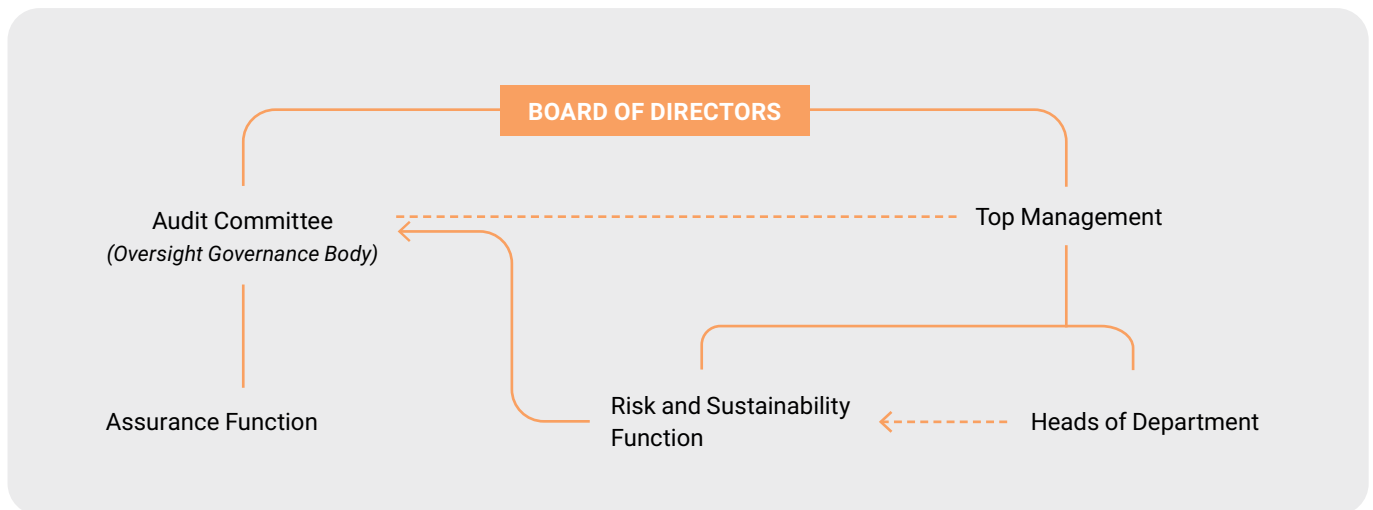 BOARD OF DIRECTORS
Audit Committee
(Oversight Governance Body)
Top Management
Assurance Function
Risk and Sustainability
Function
Heads of Department